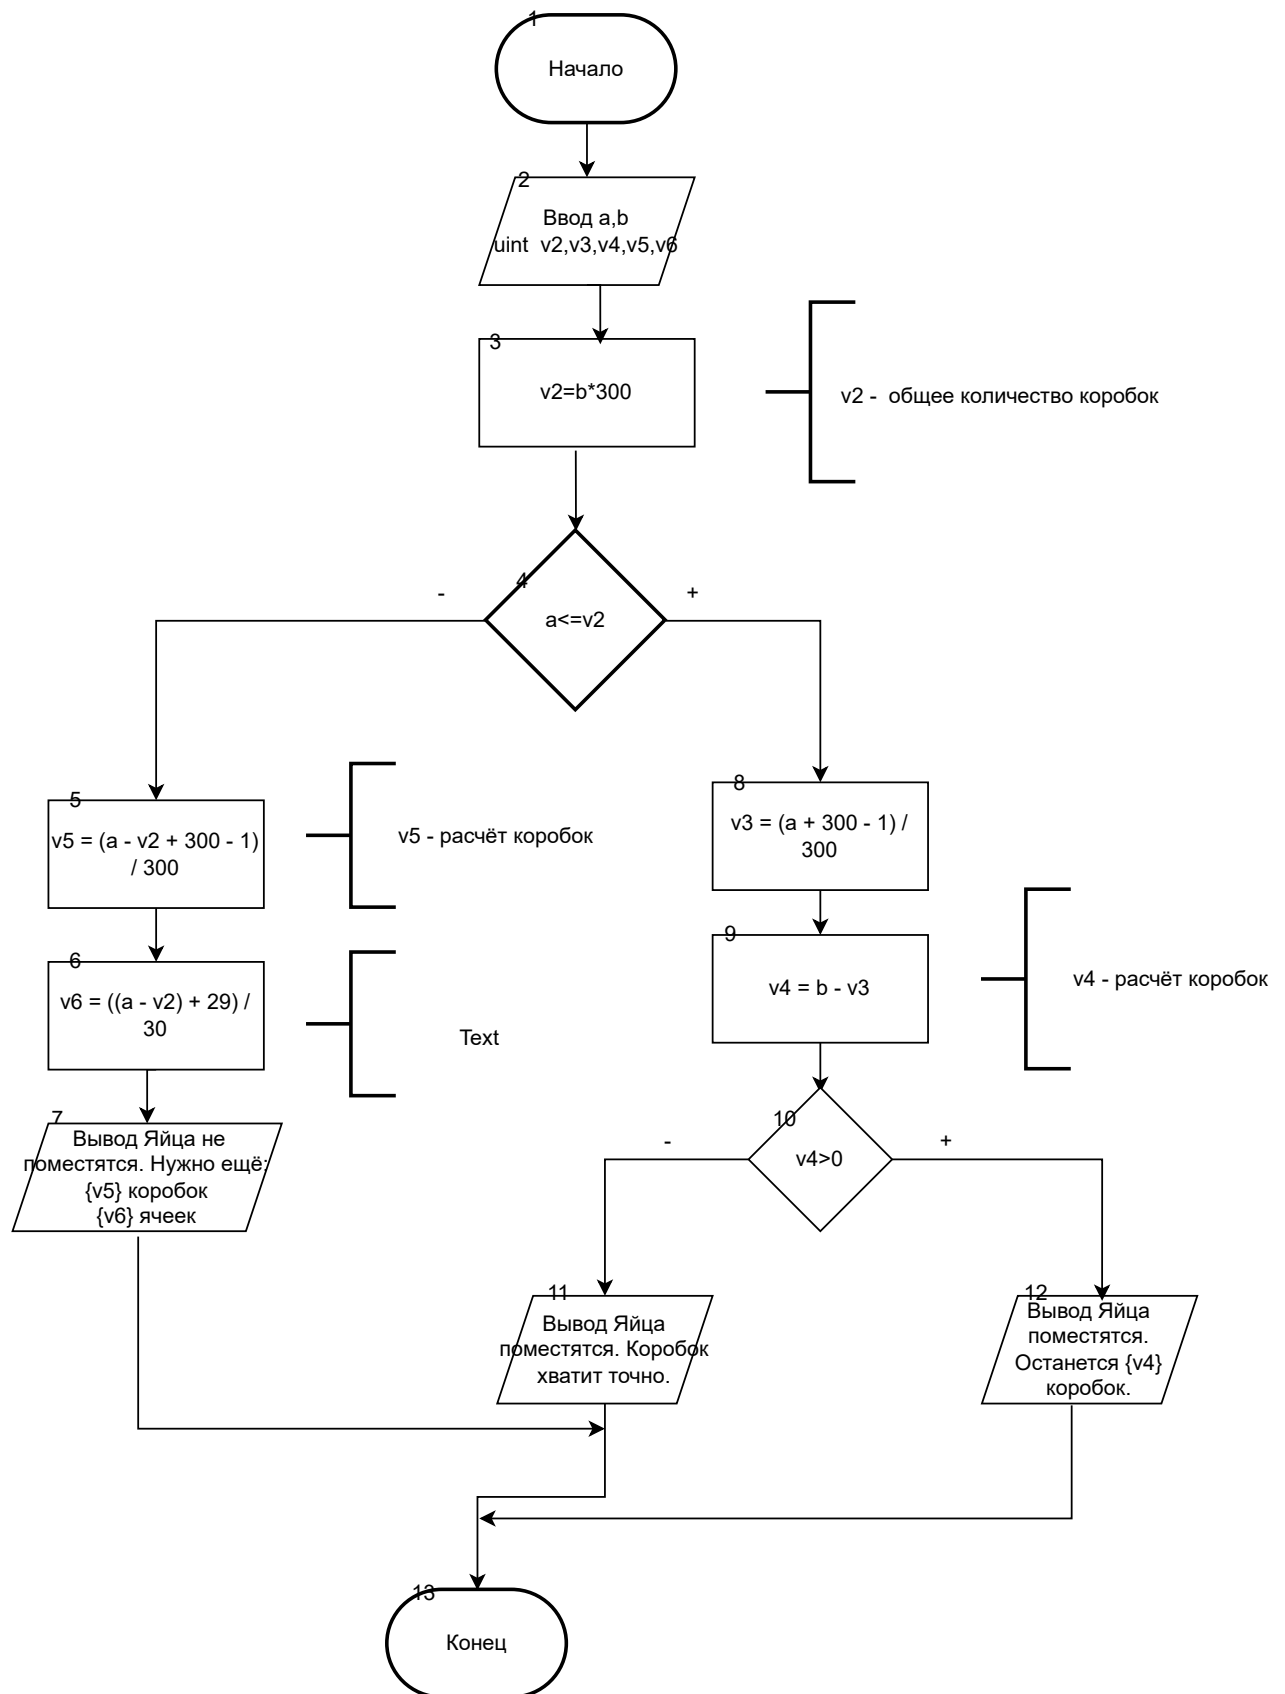 1
Начало
2
Ввод a,b
uint v2,v3,v4,v5,v6
3
v2=b*300
v2 - общее количество коробок
4
a<=v2
-
+
5
v5 = (a - v2 + 300 - 1)
/ 300
v5 - расчёт коробок
8
v3 = (a + 300 - 1) /
300
6
v6 = ((a - v2) + 29) /
30
Text
9
v4 = b - v3
v4 - расчёт коробок
7
Вывод Яйца не
поместятся. Нужно ещё:
{v5} коробок
{v6} ячеек
10
v4>0
-
+
11
Вывод Яйца
поместятся. Коробок
хватит точно.
12
Вывод Яйца
поместятся.
Останется {v4}
коробок.
13
Конец